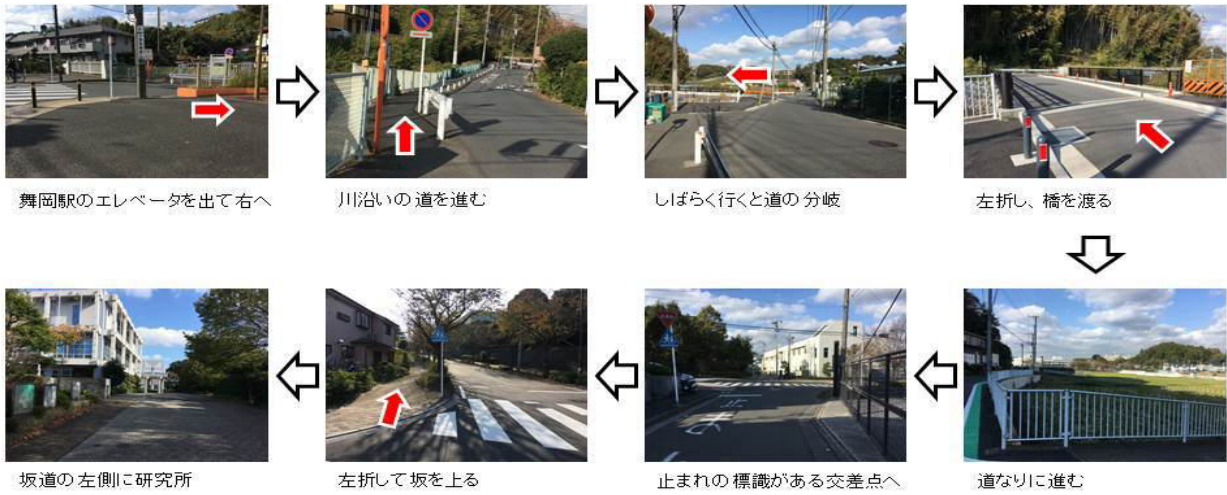 舞岡駅のエレベータを出て右へ
川沿いの道を進む
しばらく行くと道の分岐
左折し、橋を渡る
道なりに進む
止まれの標識がある交差点へ
左折して坂を上る
坂道の左側に研究所